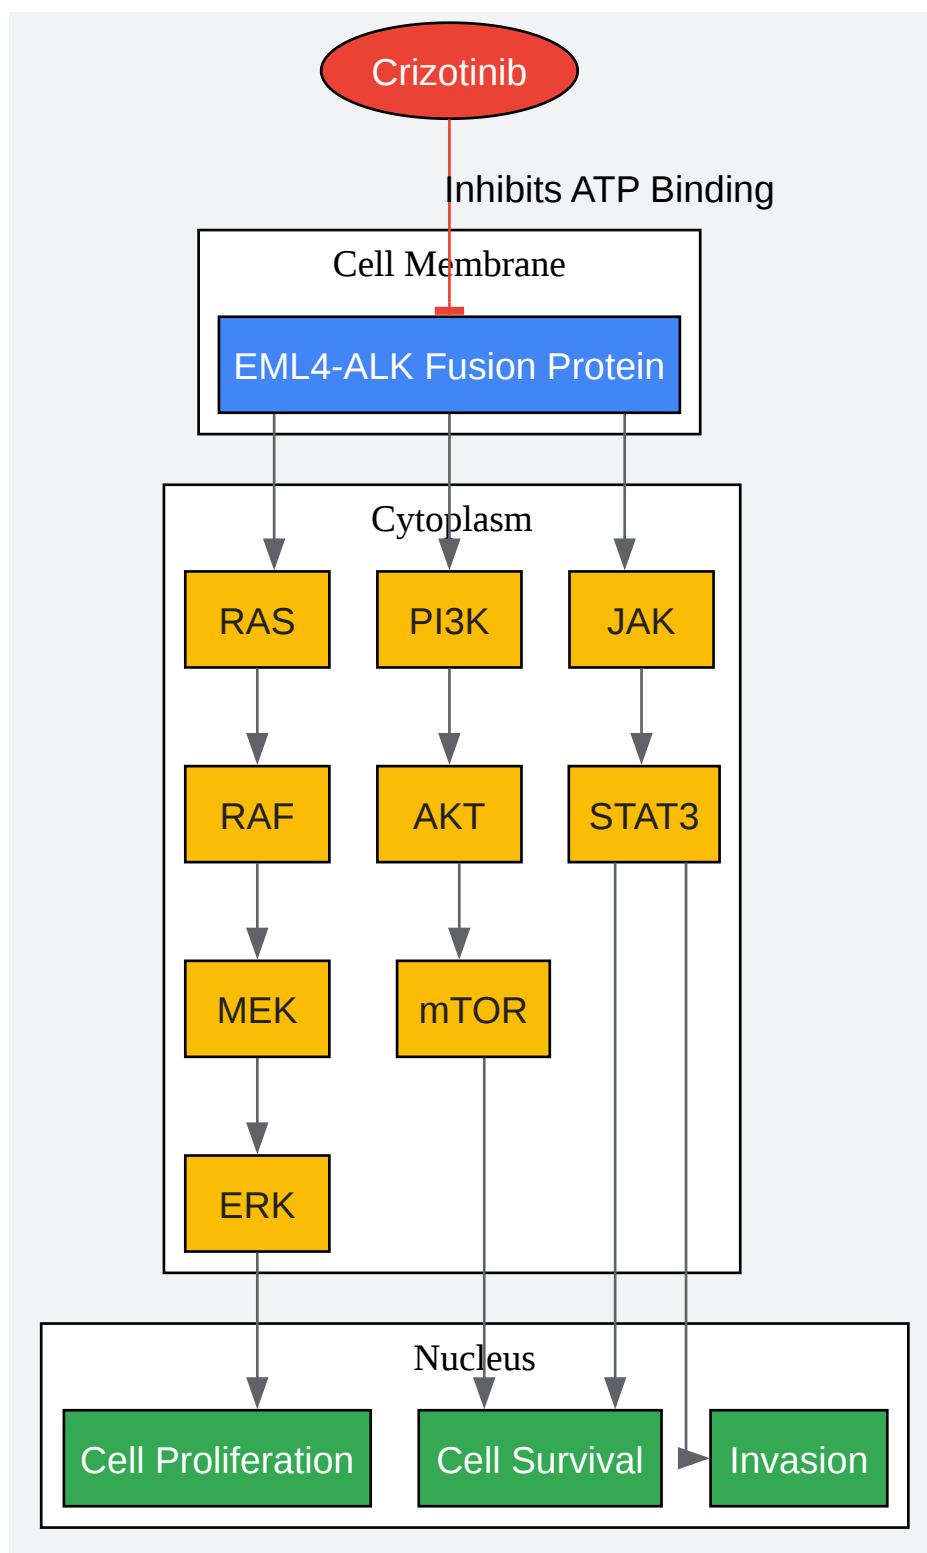 Crizotinib
Inhibits ATP Binding
Cell Membrane
EML4-ALK Fusion Protein
Cytoplasm
RAS
PI3K
JAK
RAF
AKT
STAT3
MEK
mTOR
ERK
Nucleus
Cell Proliferation
Cell Survival
Invasion